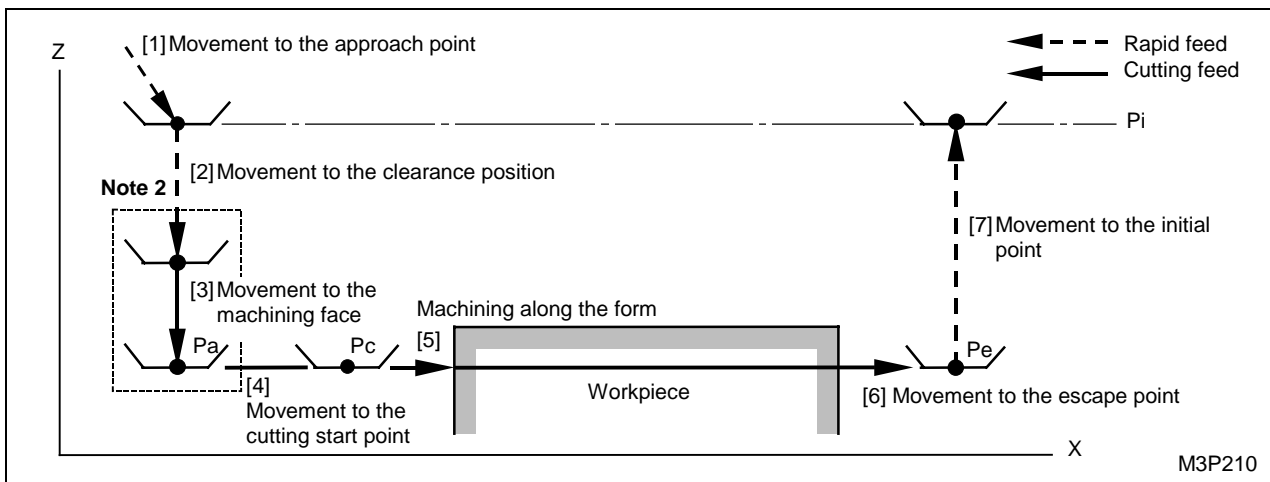 [1] Movement to the approach point
Z
Rapid feed
Cutting feed
Pi
[2] Movement to the clearance position
Note 2
[7] Movement to the initial
point
[3] Movement to the
machining face
Machining along the form
Pa
Pc
[5]
Pe
[4]
Movement to the
cutting start point
Workpiece
[6] Movement to the escape point
X
M3P210